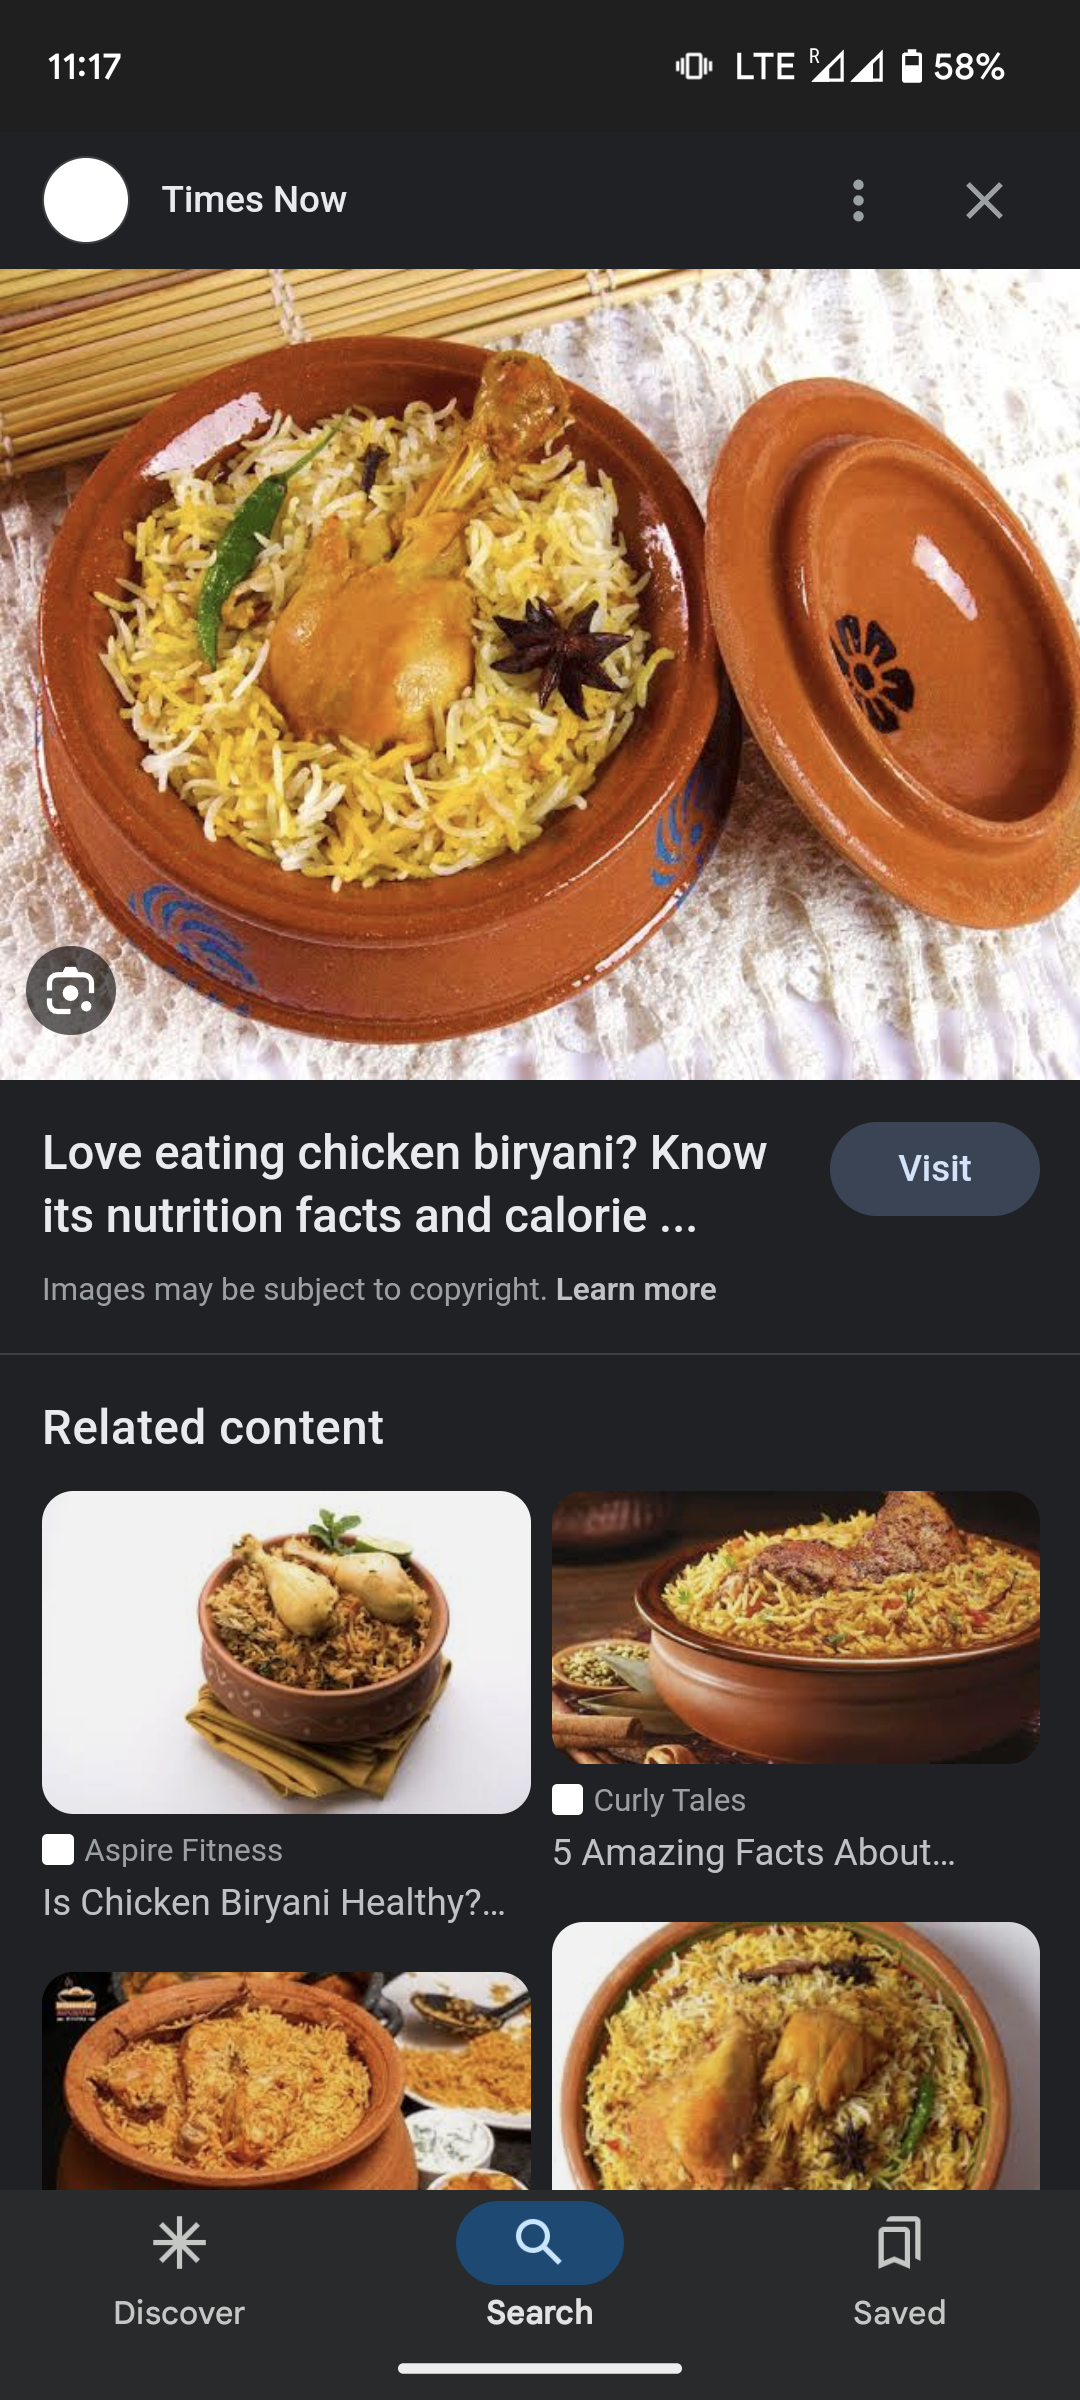 11:17
LTE R 58%
Times Now
Love eating chicken biryani? Know
its nutrition facts and calorie ...
Visit
Images may be subject to copyright. Learn more
Related content
Aspire Fitness
Is Chicken Biryani Healthy?...
Curly Tales
5 Amazing Facts About...
Discover
Search
Saved